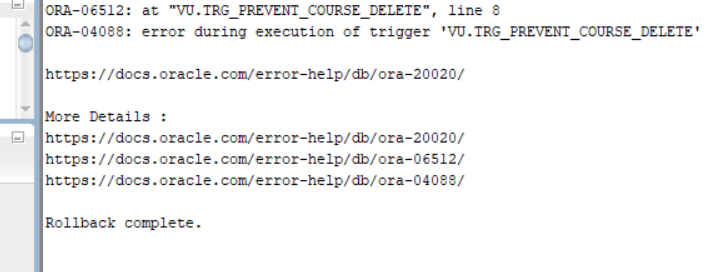 ORA-06512: at "VU.TRG_PREVENT_COURSE_DELETE", line 8
ORA-04088: error during execution of trigger 'VU.TRG_PREVENT_COURSE_DELETE'
https://docs.oracle.com/error-help/db/ora-20020/
More Details :
https://docs.oracle.com/error-help/db/ora-20020/
https://docs.oracle.com/error-help/db/ora-06512/
https://docs.oracle.com/error-help/db/ora-04088/
Rollback complete.